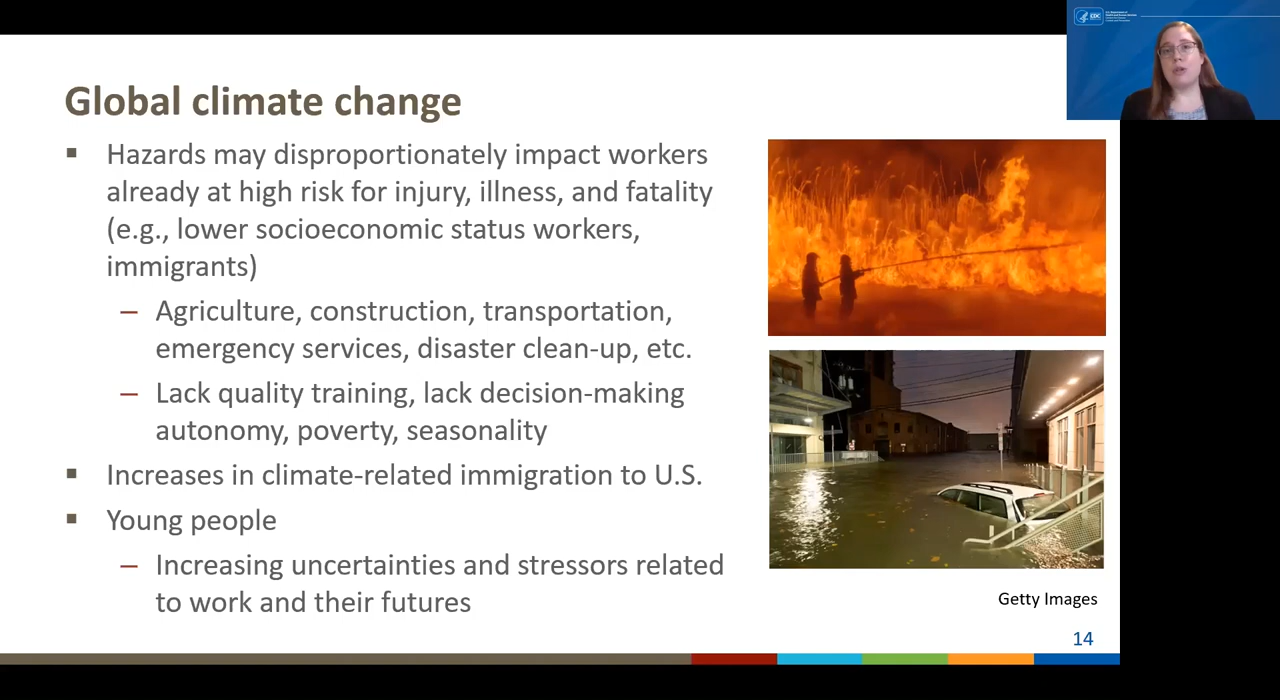 CDC
Global climate change
▪ Hazards may disproportionately impact workers
already at high risk for injury, illness, and fatality
(e.g., lower socioeconomic status workers,
immigrants)
– Agriculture, construction, transportation,
emergency services, disaster clean-up, etc.
– Lack quality training, lack decision-making
autonomy, poverty, seasonality
▪ Increases in climate-related immigration to U.S.
▪ Young people
– Increasing uncertainties and stressors related
to work and their futures
Getty Images
14